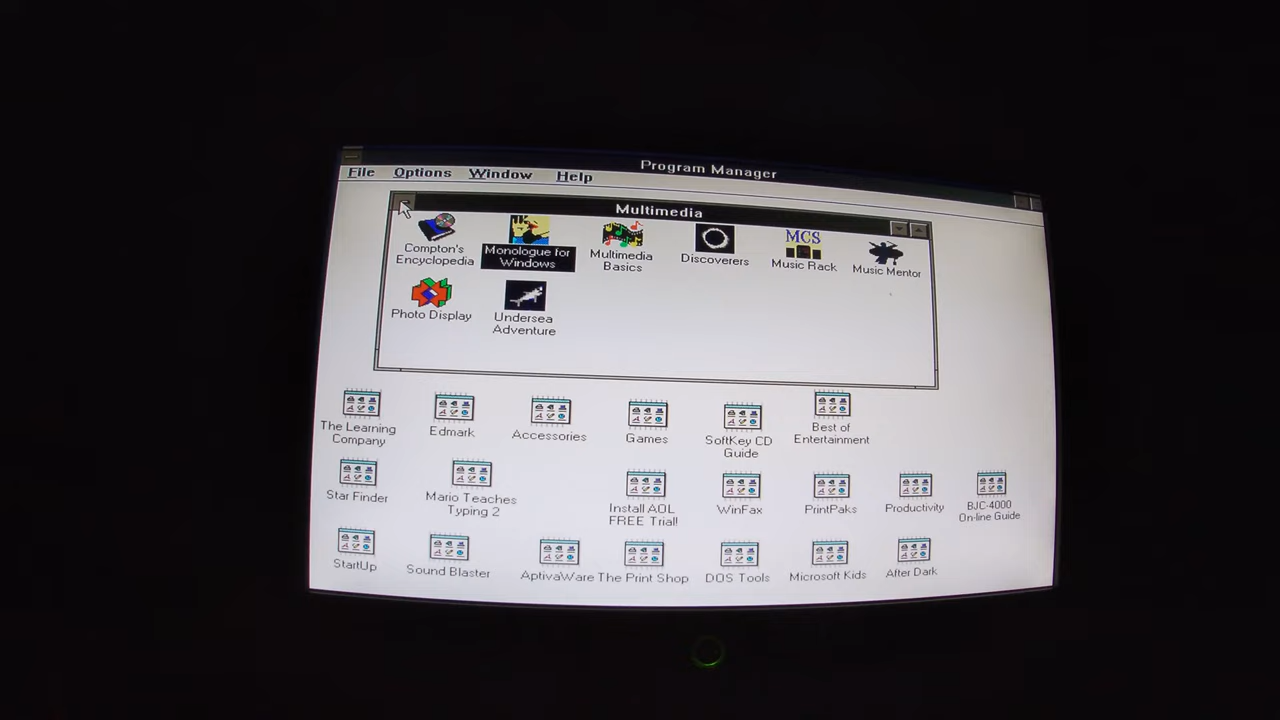 Program Manager
File Options Window Help
Multimedia
Compton's
Encyclopedia
Monologue for
Windows
Multimedia
Basics
Discoverers
MCS
Music Rack
Music Mentor
Photo Display
Undersea
Adventure
The Learning
Company
Edmark
Accessories
Games
SoftKey CD
Guide
Best of
Entertainment
Star Finder
Mario Teaches
Typing 2
Install AOL
FREE Trial!
WinFax
PrintPaks
Productivity
BJC-4000
On-line Guide
StartUp
Sound Blaster
AptivaWare
The Print Shop
DOS Tools
Microsoft Kids
After Dark